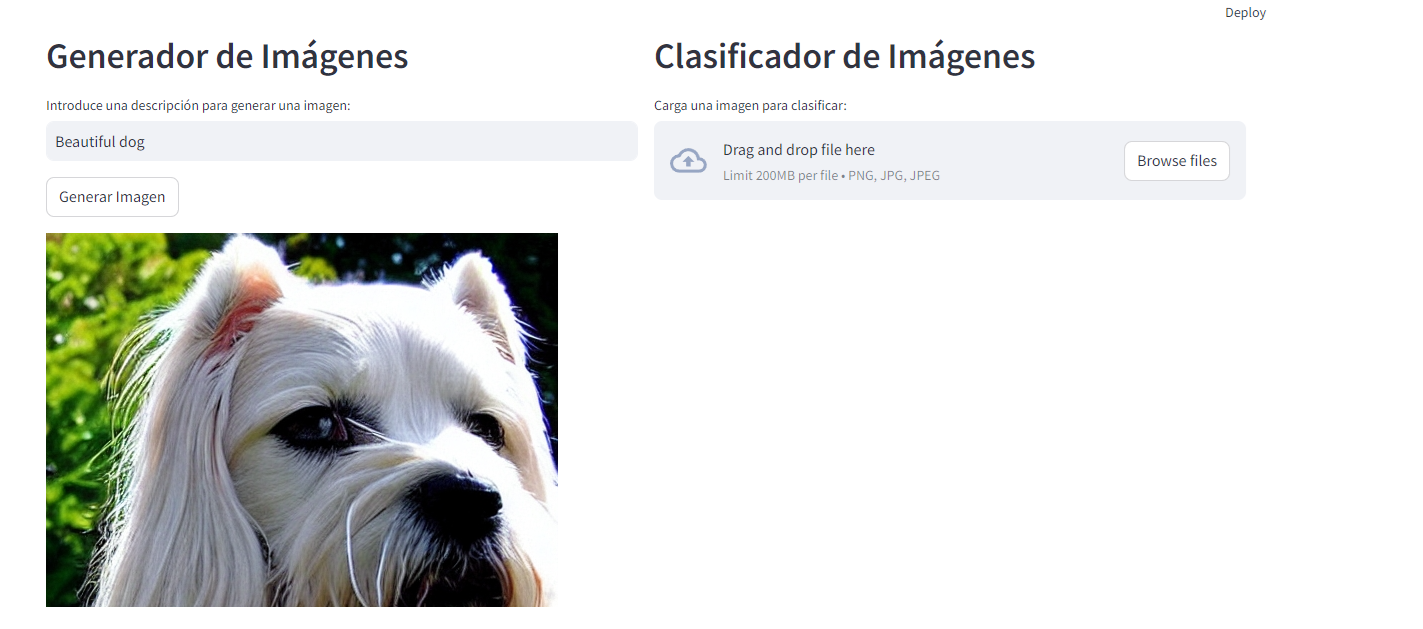 Deploy
Generador de Imágenes
Introduce una descripción para generar una imagen:
Beautiful dog
Generar Imagen
Clasificador de Imágenes
Carga una imagen para clasificar:
Drag and drop file here
Limit 200MB per file • PNG, JPG, JPEG
Browse files